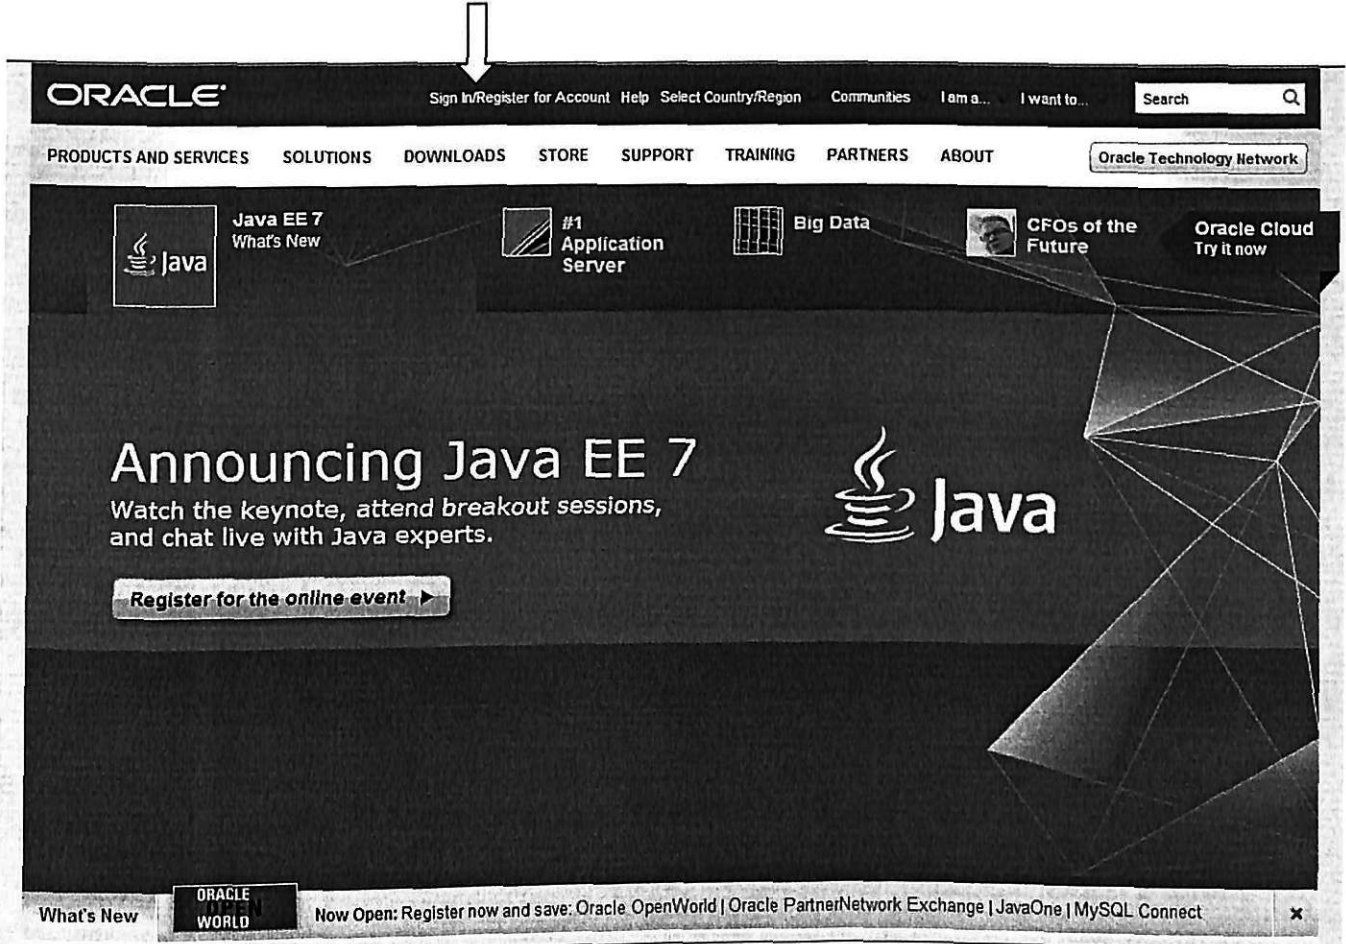 ORACLE
Sign In/Register for Account Help Select Country/Region Communities I am a... I want to... Search
PRODUCTS AND SERVICES SOLUTIONS DOWNLOADS STORE SUPPORT TRAINING PARTNERS ABOUT Oracle Technology Network
Java
Java EE 7
What's New
#1
Application
Server
Big Data
CFOs of the
Future
Oracle Cloud
Try it now
Announcing Java EE 7
Watch the keynote, attend breakout sessions,
and chat live with Java experts.
Register for the online event
Java
What's New
ORACLE
OPEN
WORLD
Now Open: Register now and save: Oracle OpenWorld | Oracle PartnerNetwork Exchange | JavaOne | MySQL Connect